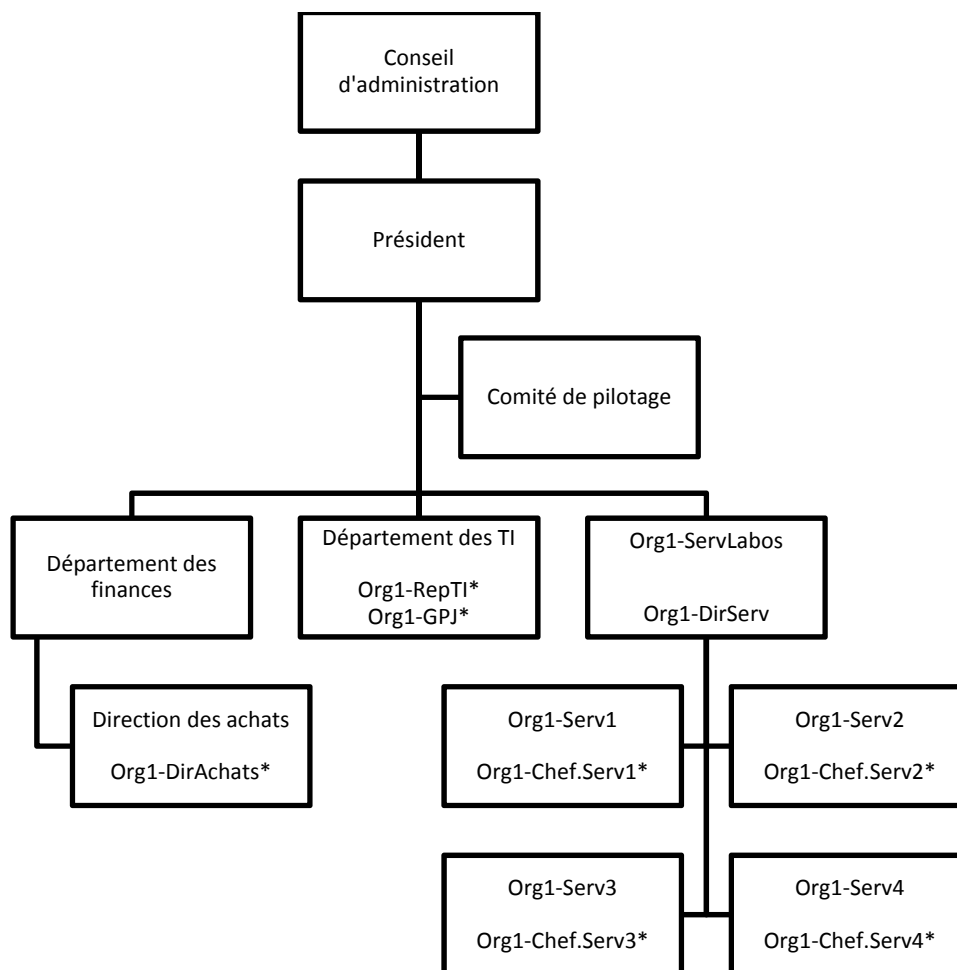 Conseil
d'administration
Président
Comité de pilotage
Département des
finances
Département des TI
Org1-RepTI*
Org1-GPJ*
Org1-ServLabos
Org1-DirServ
Direction des achats
Org1-DirAchats*
Org1-Serv1
Org1-Chef.Serv1*
Org1-Serv2
Org1-Chef.Serv2*
Org1-Serv3
Org1-Chef.Serv3*
Org1-Serv4
Org1-Chef.Serv4*